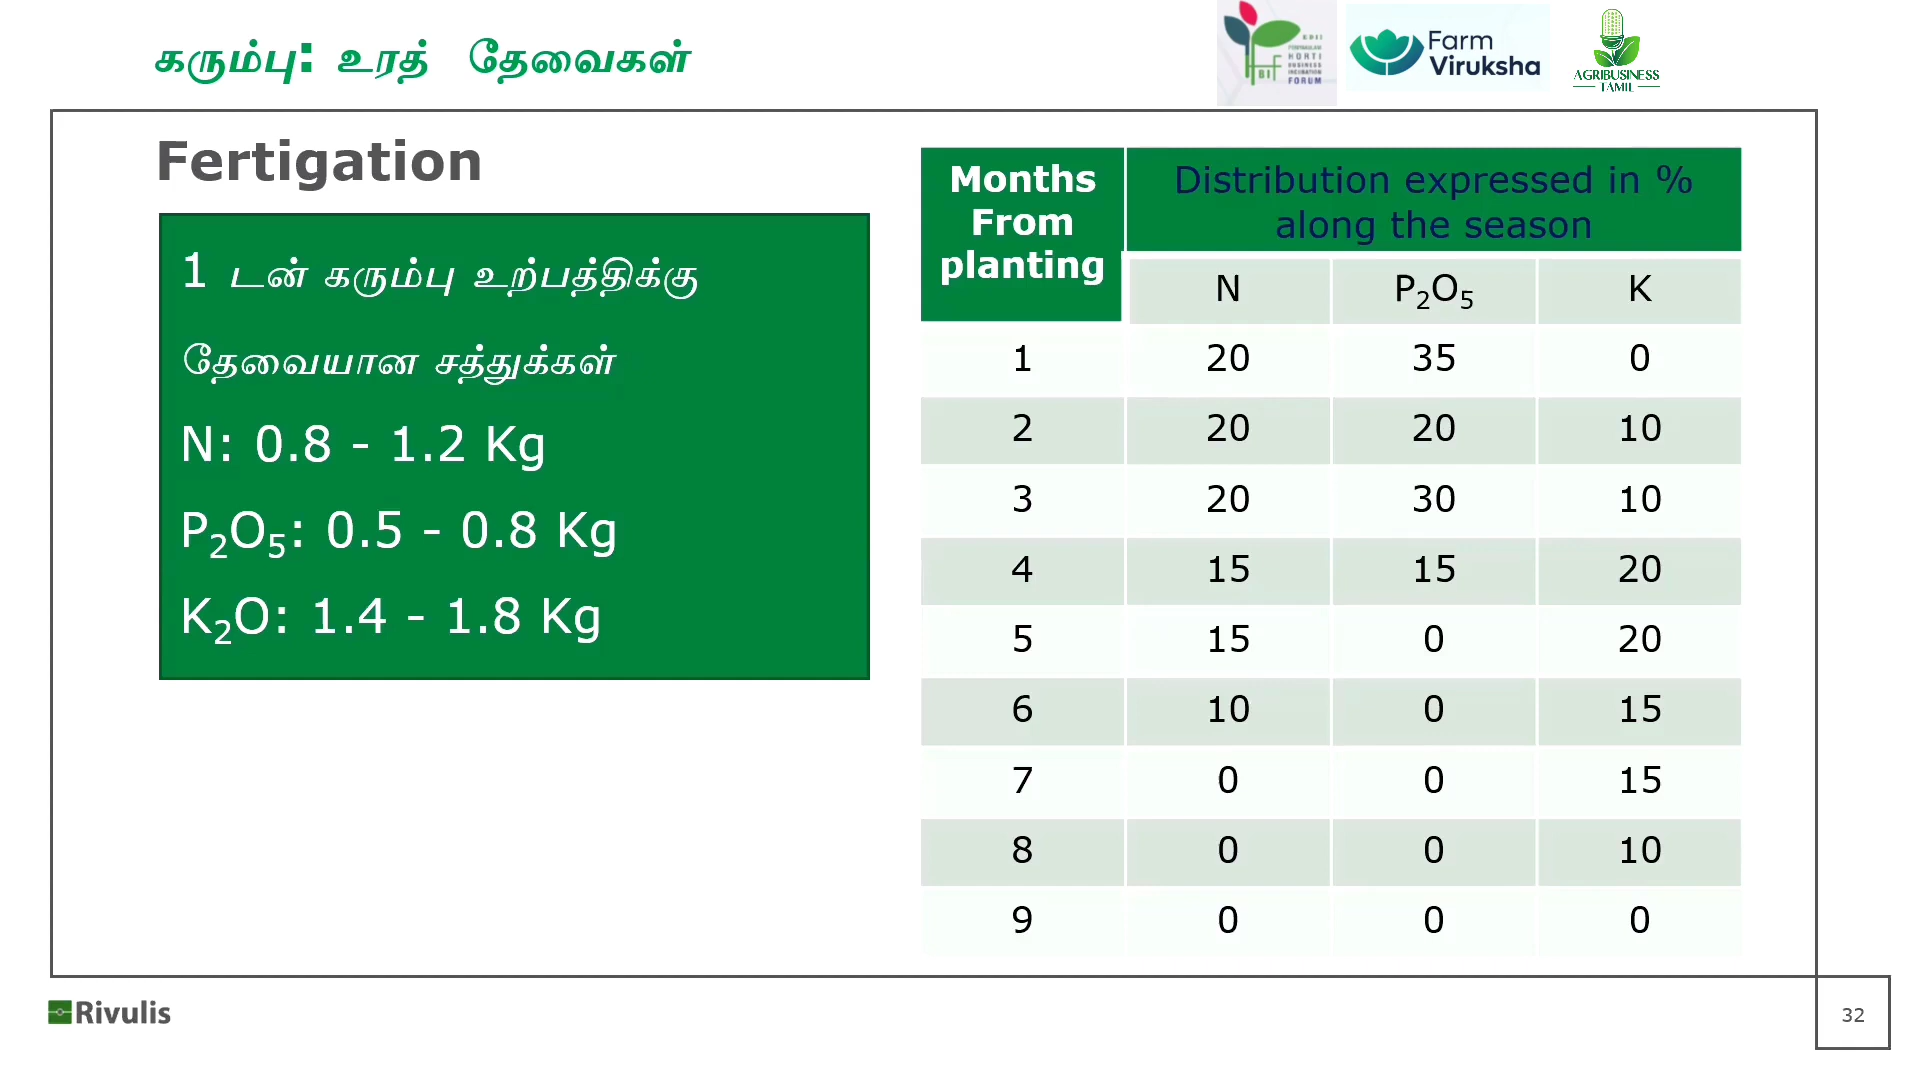 கரும்பு: உரத் தேவைகள்
Farm
Viruksha
HORTI
BUSINESS
INCUBATION
FORUM
AGRIBUSINESS
TAMIL
Fertigation
1 டன் கரும்பு உற்பத்திக்கு
தேவையான சத்துக்கள்
N: 0.8 - 1.2 Kg
P₂O₅: 0.5 - 0.8 Kg
K₂O: 1.4 - 1.8 Kg
Months
From
planting
Distribution expressed in %
along the season
N P₂O₅ K
1 20 35 0
2 20 20 10
3 20 30 10
4 15 15 20
5 15 0 20
6 10 0 15
7 0 0 15
8 0 0 10
9 0 0 0
Rivulis
32